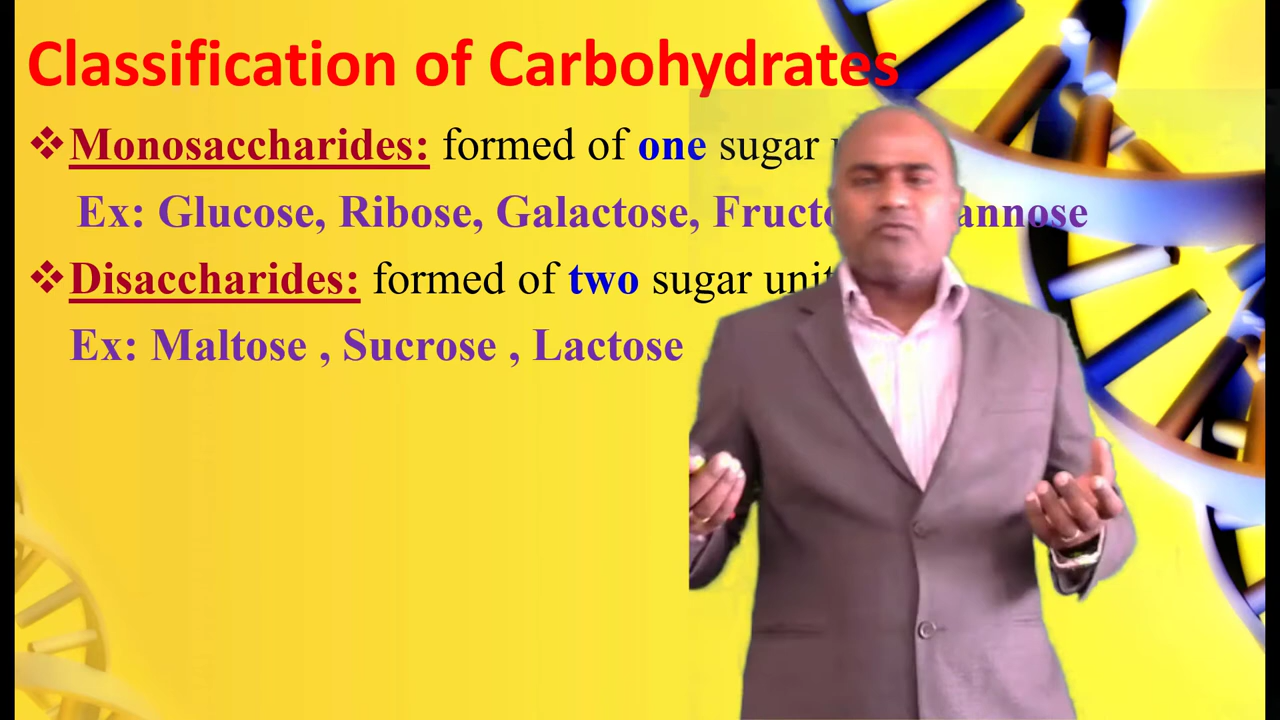 Classification of Carbohydrates
❖Monosaccharides: formed of one sugar
Ex: Glucose, Ribose, Galactose,
❖Disaccharides: formed of two sugar
Ex: Maltose , Sucrose , Lactose